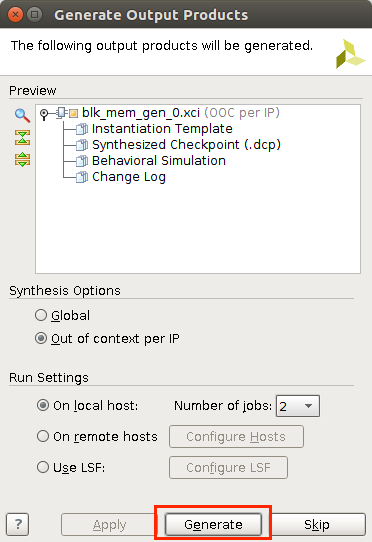 Generate Output Products
The following output products will be generated.
Preview
blk_mem_gen_0.xci (OOC per IP)
Instantiation Template
Synthesized Checkpoint (.dcp)
Behavioral Simulation
Change Log
Synthesis Options
Global
Out of context per IP
Run Settings
On local host: Number of jobs: 2
On remote hosts Configure Hosts
Use LSF: Configure LSF
? Apply Generate Skip